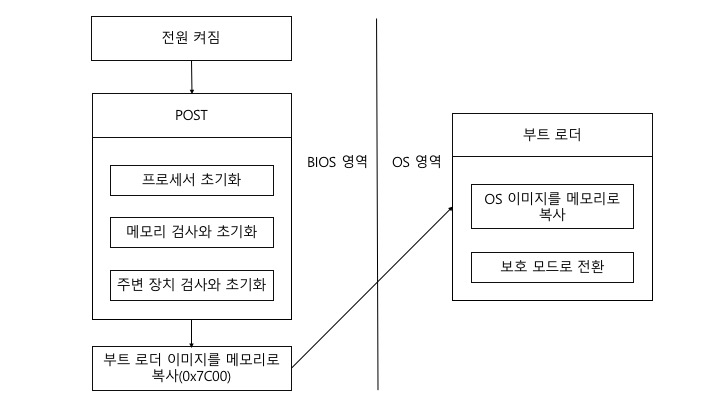 전원 켜짐
POST
프로세서 초기화
메모리 검사와 초기화
주변 장치 검사와 초기화
부트 로더 이미지를 메모리로
복사(0x7C00)
BIOS 영역
OS 영역
부트 로더
OS 이미지를 메모리로
복사
보호 모드로 전환